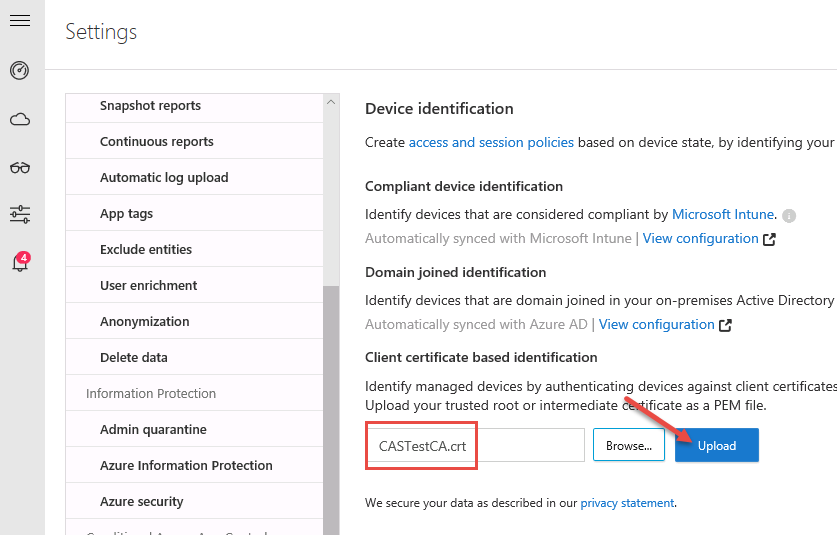 Settings
4
Snapshot reports
Continuous reports
Automatic log upload
App tags
Exclude entities
User enrichment
Anonymization
Delete data
Information Protection
Admin quarantine
Azure Information Protection
Azure security
Device identification
Create access and session policies based on device state, by identifying your
Compliant device identification
Identify devices that are considered compliant by Microsoft Intune. i
Automatically synced with Microsoft Intune | View configuration
Domain joined identification
Identify devices that are domain joined in your on-premises Active Directory
Automatically synced with Azure AD | View configuration
Client certificate based identification
Identify managed devices by authenticating devices against client certificates
Upload your trusted root or intermediate certificate as a PEM file.
CASTestCA.crt Browse... Upload
We secure your data as described in our privacy statement.